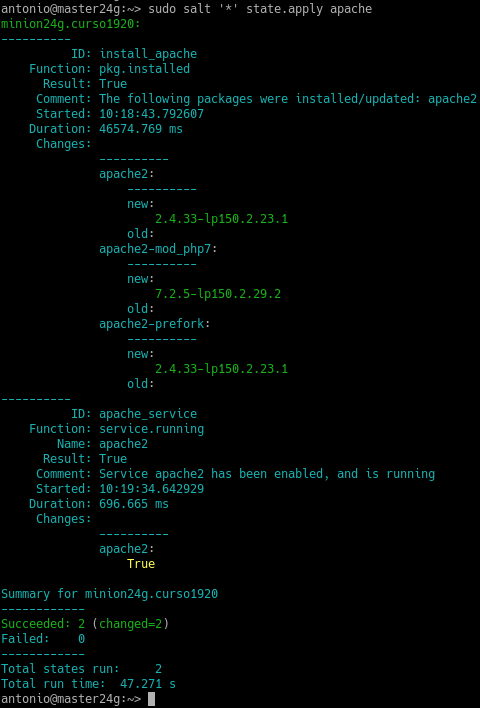 antonio@master24g:~> sudo salt '*' state.apply apache
minion24g.curso1920:
----------
          ID: install_apache
    Function: pkg.installed
      Result: True
     Comment: The following packages were installed/updated: apache2
     Started: 10:18:43.792607
    Duration: 46574.769 ms
     Changes:
              ----------
              apache2:
                  ----------
                  new:
                      2.4.33-lp150.2.23.1
                  old:
              apache2-mod_php7:
                  ----------
                  new:
                      7.2.5-lp150.2.29.2
                  old:
              apache2-prefork:
                  ----------
                  new:
                      2.4.33-lp150.2.23.1
                  old:
----------
          ID: apache_service
    Function: service.running
        Name: apache2
      Result: True
     Comment: Service apache2 has been enabled, and is running
     Started: 10:19:34.642929
    Duration: 696.665 ms
     Changes:
              ----------
              apache2:
                  True

Summary for minion24g.curso1920
------------
Succeeded: 2 (changed=2)
Failed:    0
------------
Total states run:     2
Total run time:  47.271 s
antonio@master24g:~>